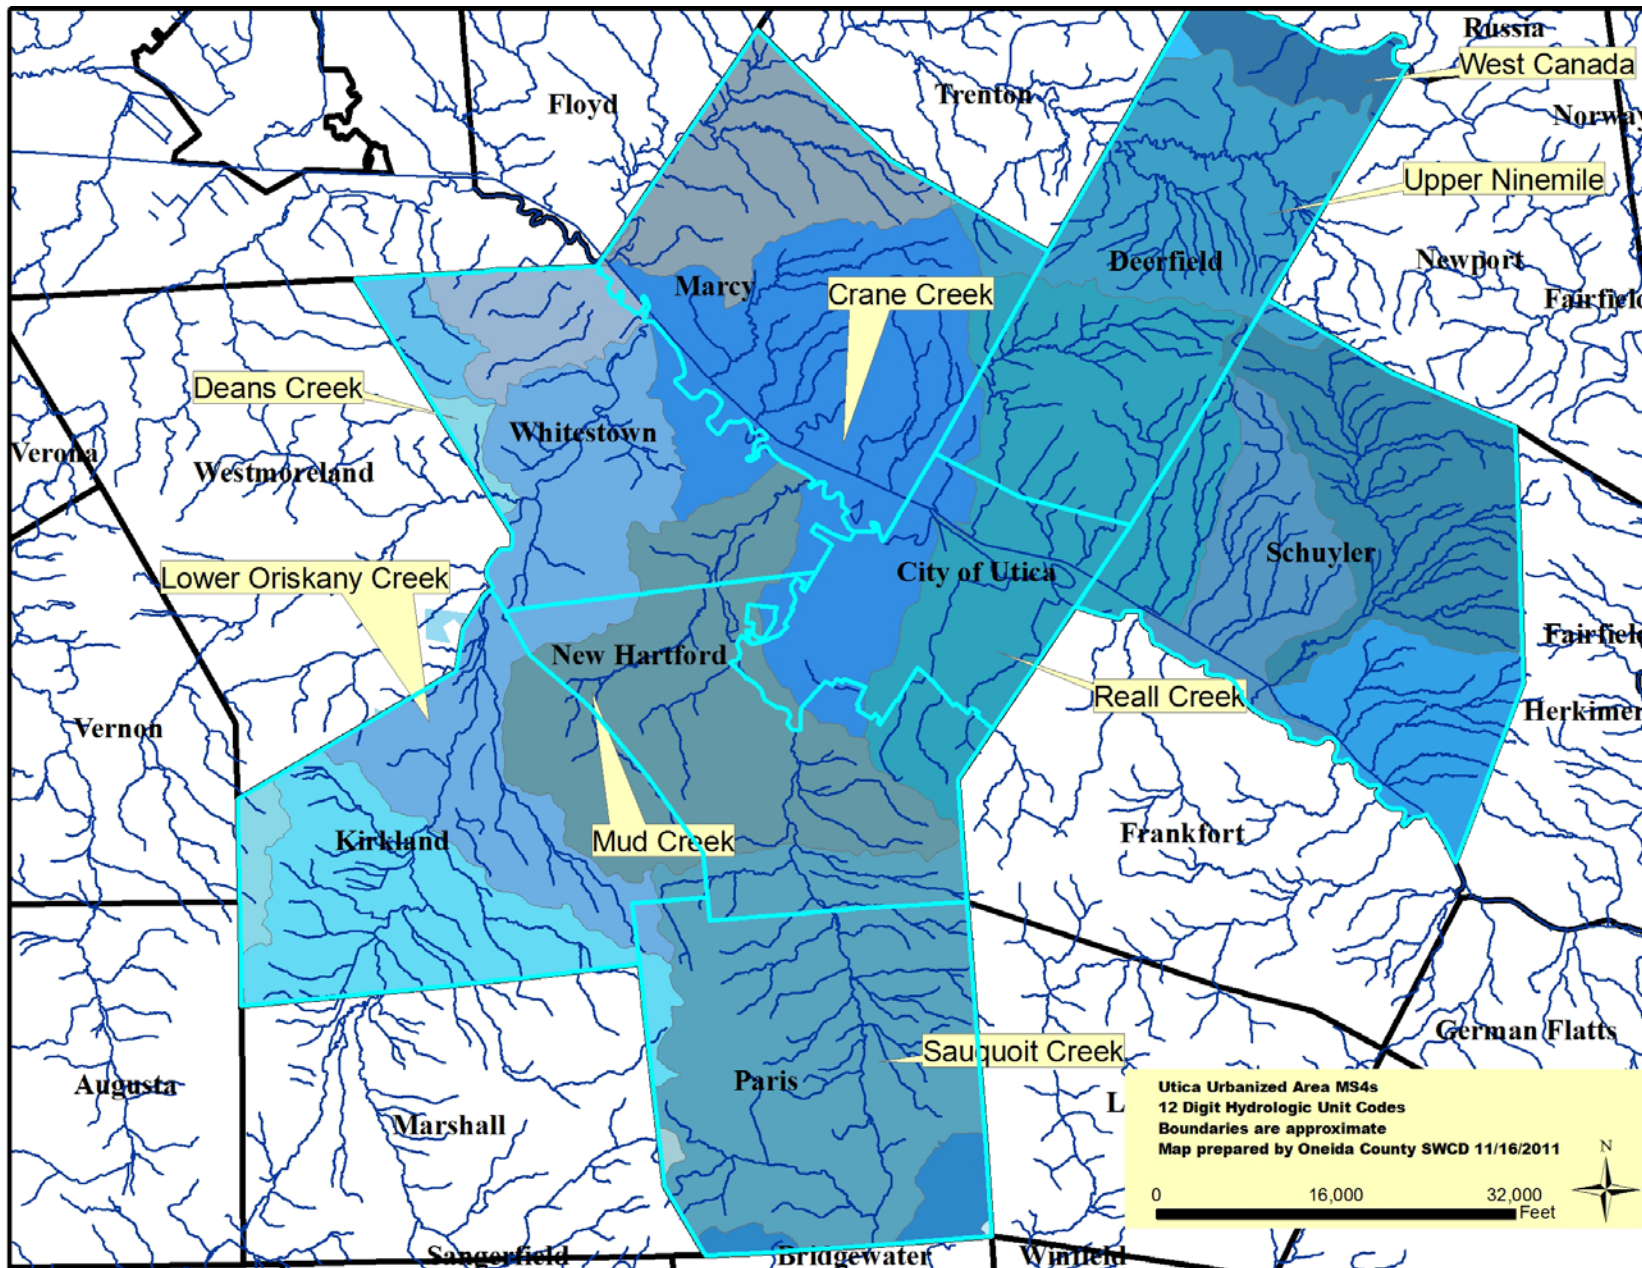 Russia
West Canada
Floyd
Trenton
Norway
Upper Ninemile
Deerfield
Newport
Marcy
Crane Creek
Fairfield
Deans Creek
Whitestown
Verona
Westmoreland
Schuyler
City of Utica
Lower Oriskany Creek
Fairfield
New Hartford
Reall Creek
Herkimer
Vernon
Kirkland
Mud Creek
Frankfort
German Flatts
Sauquoit Creek
Paris
Augusta
Marshall
L
Utica Urbanized Area MS4s
12 Digit Hydrologic Unit Codes
Boundaries are approximate
Map prepared by Oneida County SWCD 11/16/2011
N
0 16,000 32,000
Feet
Sangerfield
Bridgewater
Winfield